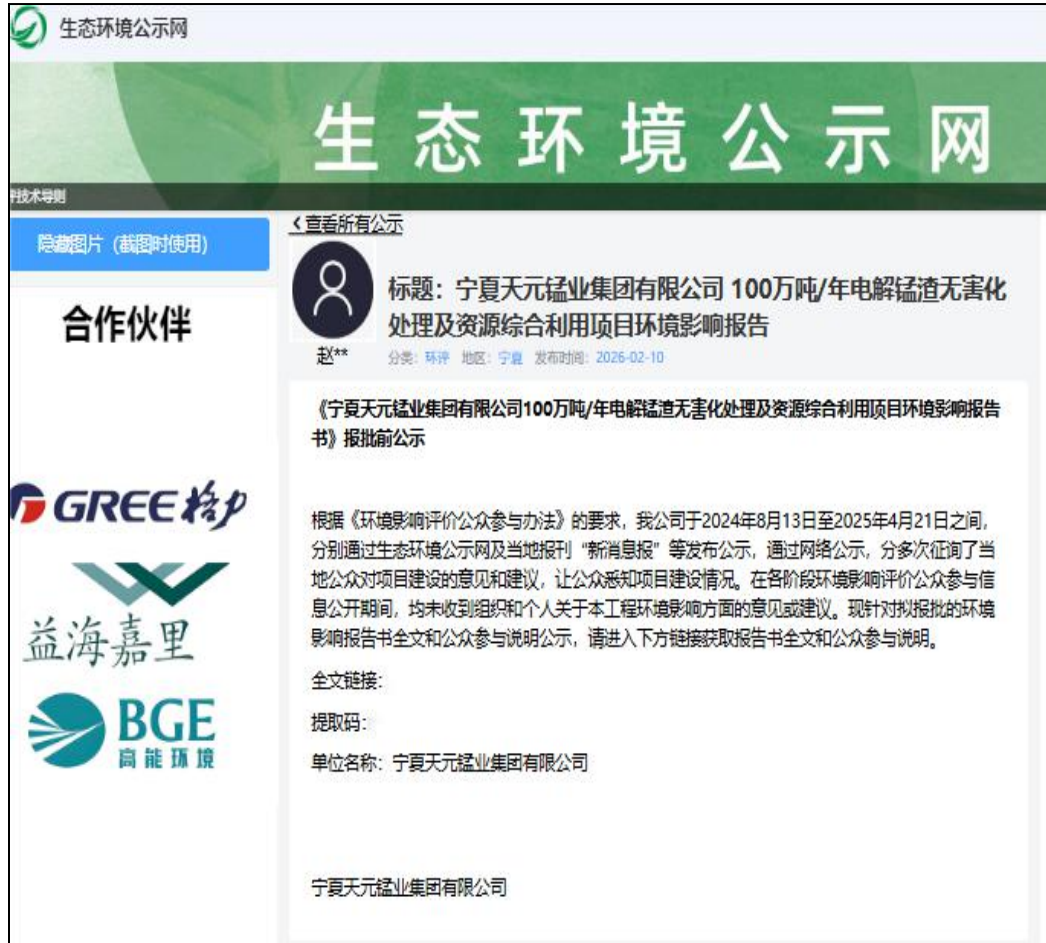 生态环境公示网
生态环境公示网
评技术导则
隐藏图片（截图时使用）
合作伙伴
GREE格力
益海嘉里
BGE
高能环境
查看所有公示
赵**
标题：宁夏天元锰业集团有限公司 100万吨/年电解锰渣无害化
处理及资源综合利用项目环境影响报告
分类：环评 地区：宁夏 发布时间：2026-02-10
《宁夏天元锰业集团有限公司100万吨/年电解锰渣无害化处理及资源综合利用项目环境影响报告
书》报批前公示
根据《环境影响评价公众参与办法》的要求，我公司于2024年8月13日至2025年4月21日之间，
分别通过生态环境公示网及当地报刊“新消息报”等发布公示，通过网络公示，分多次征询了当
地公众对项目建设的意见和建议，让公众悉知项目建设情况。在各阶段环境影响评价公众参与信
息公开期间，均未收到组织和个人关于本工程环境影响方面的意见或建议。现针对拟报批的环境
影响报告书全文和公众参与说明公示，请进入下方链接获取报告书全文和公众参与说明。
全文链接：
提取码：
单位名称：宁夏天元锰业集团有限公司
宁夏天元锰业集团有限公司